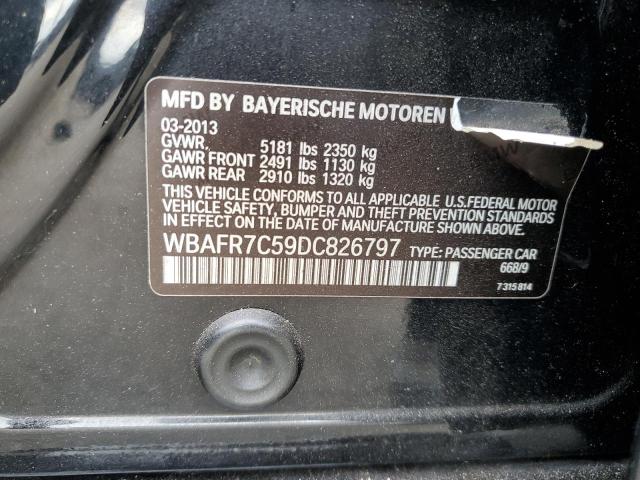 MFD BY BAYERISCHE MOTOREN
03-2013
GVWR. 5181 lbs 2350 kg
GAWR FRONT 2491 lbs 1130 kg
GAWR REAR 2910 lbs 1320 kg
THIS VEHICLE CONFORMS TO ALL APPLICABLE U.S.FEDERAL MOTOR
VEHICLE SAFETY, BUMPER AND THEFT PREVENTION STANDARDS
IN EFFECT ON THE DATE OF MANUFACTURE SHOWN ABOVE.
WBAFR7C59DC826797 TYPE: PASSENGER CAR
668/9
7 315 814